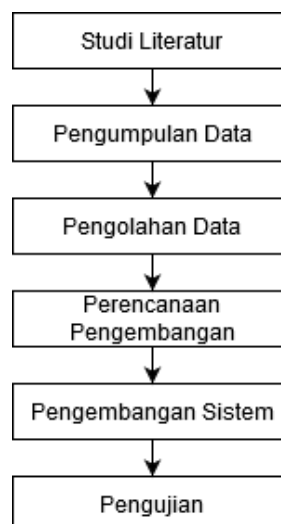 Studi Literatur
Pengumpulan Data
Pengolahan Data
Perencanaan
Pengembangan
Pengembangan Sistem
Pengujian